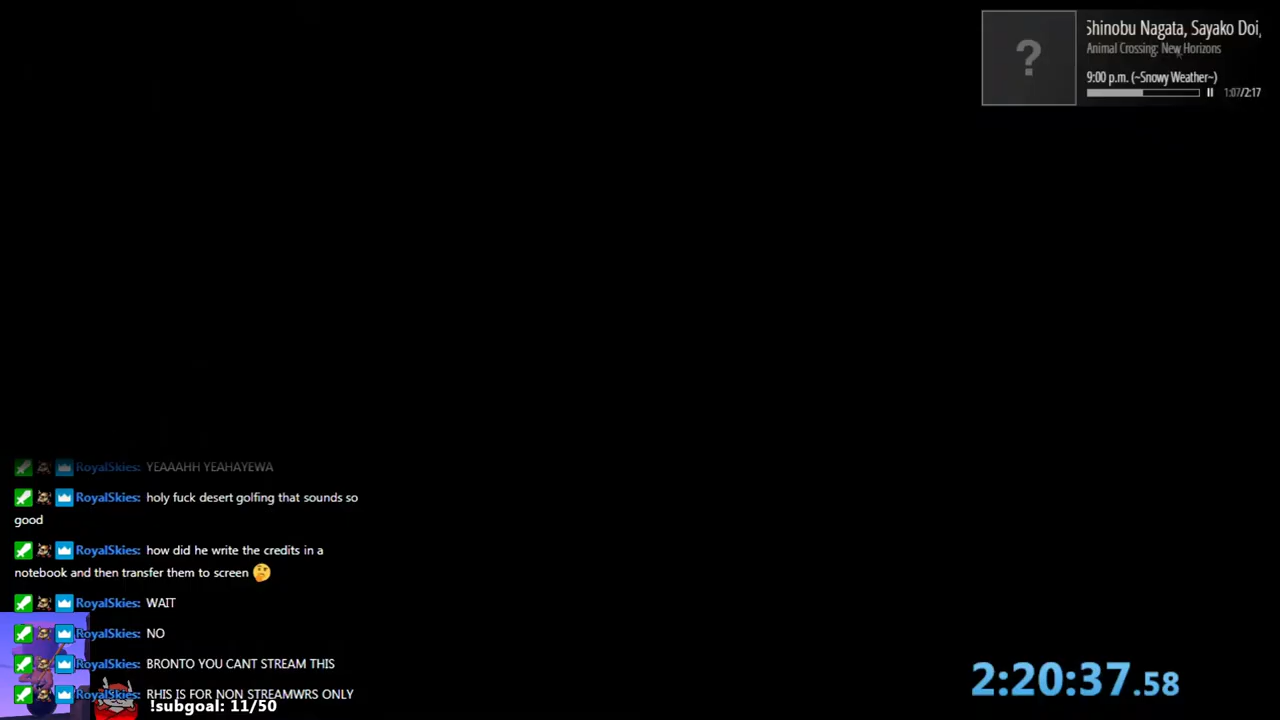 Shinobu Nagata, Sayako Doi,
Animal Crossing: New Horizons
9:00 p.m. (~Snowy Weather~)
1:07/2:17
?
RoyalSkies: YEAAAHH YEAHAYEWA
RoyalSkies: holy fuck desert golfing that sounds so
good
RoyalSkies: how did he write the credits in a
notebook and then transfer them to screen 🤔
RoyalSkies: WAIT
RoyalSkies: NO
RoyalSkies: BRONTO YOU CANT STREAM THIS
RoyalSkies: RHIS IS FOR NON STREAMWRS ONLY
!subgoal: 11/50
2:20:37.58